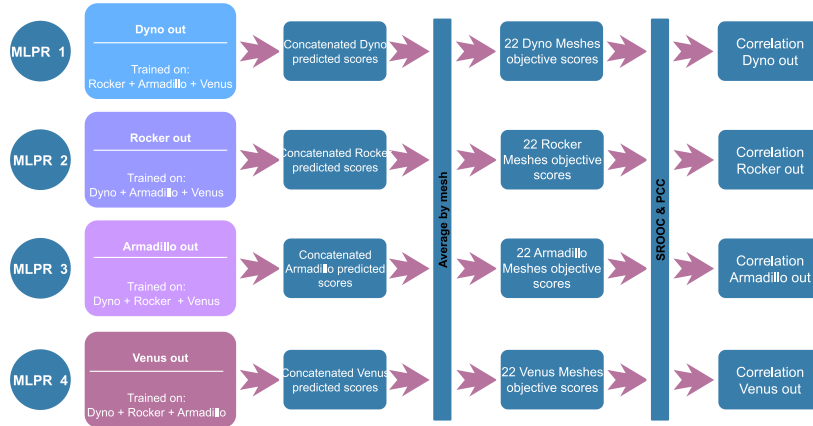 MLPR 1
Dyno out
Trained on:
Rocker + Armadillo + Venus
Concatenated Dyno
predicted scores
22 Dyno Meshes
objective scores
Correlation
Dyno out
MLPR 2
Rocker out
Trained on:
Dyno + Armadillo + Venus
Concatenated Rocker
predicted scores
22 Rocker
Meshes objective
scores
Correlation
Rocker out
Average by mesh
SROOC & PCC
MLPR 3
Armadillo out
Trained on:
Dyno + Rocker + Venus
Concatenated
Armadillo predicted
scores
22 Armadillo
Meshes objective
scores
Correlation
Armadillo out
MLPR 4
Venus out
Trained on:
Dyno + Rocker + Armadillo
Concatenated Venus
predicted scores
22 Venus Meshes
objective scores
Correlation
Venus out